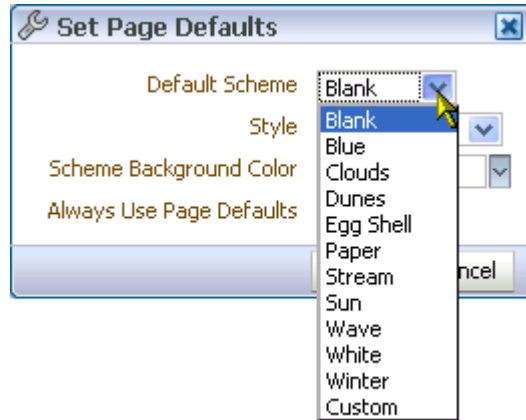 Set Page Defaults
Default Scheme Blank
Style
Scheme Background Color
Always Use Page Defaults
Blank
Blue
Clouds
Dunes
Egg Shell
Paper
Stream
Sun
Wave
White
Winter
Custom
ncel